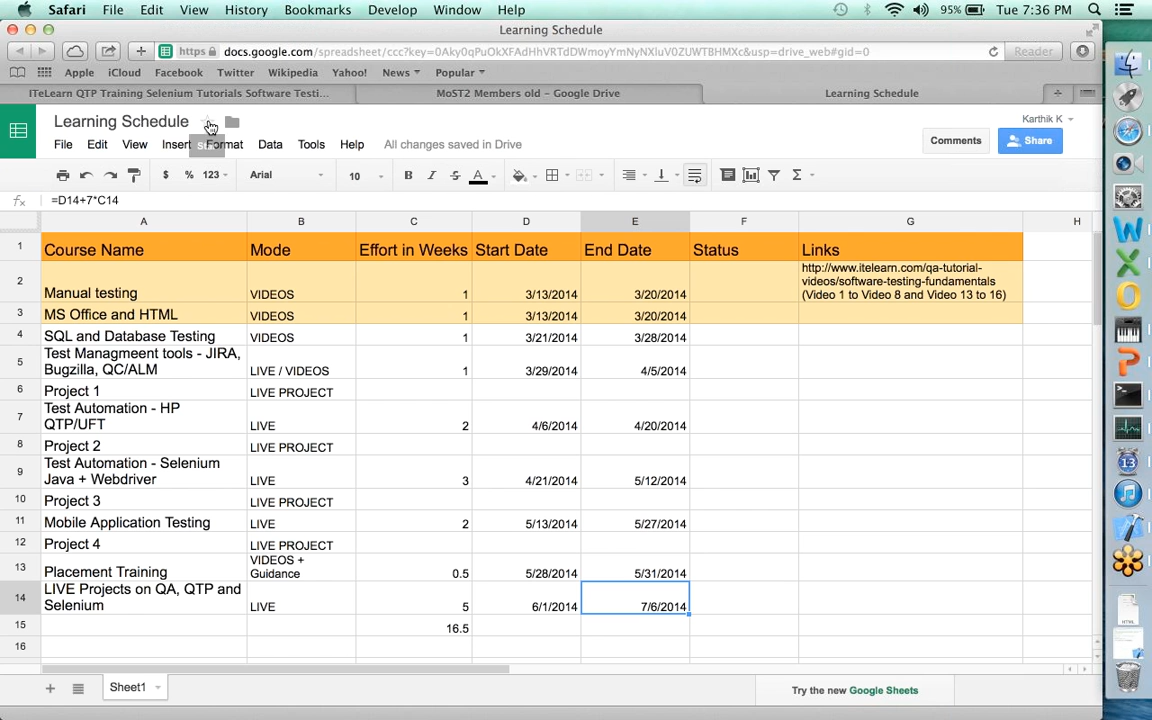 Safari File Edit View History Bookmarks Develop Window Help 95% Tue 7:36 PM
Learning Schedule
https docs.google.com/spreadsheet/ccc?key=0Aky0qPuOkXFAdHhVRTdDWmoyYmNyNXluV0ZUWTBHMXc&usp=drive_web#gid=0 Reader
Apple iCloud Facebook Twitter Wikipedia Yahoo! News Popular
ITeLearn QTP Training Selenium Tutorials Software Testi... MoST2 Members old – Google Drive Learning Schedule
Learning Schedule Karthik K
File Edit View Insert Format Data Tools Help All changes saved in Drive Comments Share
$ % 123 Arial 10 B I S A Σ
fx =D14+7*C14
A B C D E F G H
1 Course Name Mode Effort in Weeks Start Date End Date Status Links
http://www.itelearn.com/qa-tutorial-
videos/software-testing-fundamentals
2 Manual testing VIDEOS 1 3/13/2014 3/20/2014 (Video 1 to Video 8 and Video 13 to 16)
3 MS Office and HTML VIDEOS 1 3/13/2014 3/20/2014
4 SQL and Database Testing VIDEOS 1 3/21/2014 3/28/2014
Test Managmeent tools - JIRA,
5 Bugzilla, QC/ALM LIVE / VIDEOS 1 3/29/2014 4/5/2014
6 Project 1 LIVE PROJECT
Test Automation - HP
7 QTP/UFT LIVE 2 4/6/2014 4/20/2014
8 Project 2 LIVE PROJECT
Test Automation - Selenium
9 Java + Webdriver LIVE 3 4/21/2014 5/12/2014
10 Project 3 LIVE PROJECT
11 Mobile Application Testing LIVE 2 5/13/2014 5/27/2014
12 Project 4 LIVE PROJECT
VIDEOS +
13 Placement Training Guidance 0.5 5/28/2014 5/31/2014
LIVE Projects on QA, QTP and
14 Selenium LIVE 5 6/1/2014 7/6/2014
15 16.5
16
Sheet1 Try the new Google Sheets
13
HTML